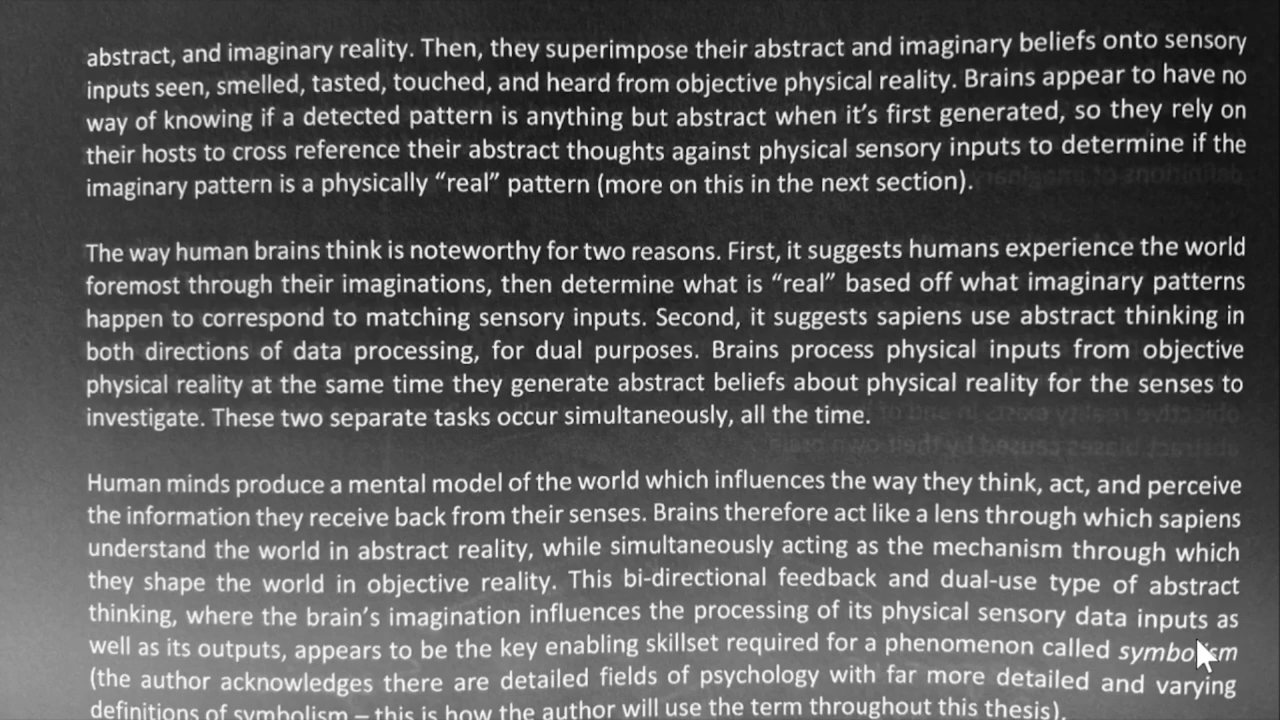 abstract, and imaginary reality. Then, they superimpose their abstract and imaginary beliefs onto sensory
inputs seen, smelled, tasted, touched, and heard from objective physical reality. Brains appear to have no
way of knowing if a detected pattern is anything but abstract when it's first generated, so they rely on
their hosts to cross reference their abstract thoughts against physical sensory inputs to determine if the
imaginary pattern is a physically “real” pattern (more on this in the next section).
The way human brains think is noteworthy for two reasons. First, it suggests humans experience the world
foremost through their imaginations, then determine what is “real” based off what imaginary patterns
happen to correspond to matching sensory inputs. Second, it suggests sapiens use abstract thinking in
both directions of data processing, for dual purposes. Brains process physical inputs from objective
physical reality at the same time they generate abstract beliefs about physical reality for the senses to
investigate. These two separate tasks occur simultaneously, all the time.
Human minds produce a mental model of the world which influences the way they think, act, and perceive
the information they receive back from their senses. Brains therefore act like a lens through which sapiens
understand the world in abstract reality, while simultaneously acting as the mechanism through which
they shape the world in objective reality. This bi-directional feedback and dual-use type of abstract
thinking, where the brain's imagination influences the processing of its physical sensory data inputs as
well as its outputs, appears to be the key enabling skillset required for a phenomenon called symbolism
(the author acknowledges there are detailed fields of psychology with far more detailed and varying
definitions of symbolism – this is how the author will use the term throughout this thesis).